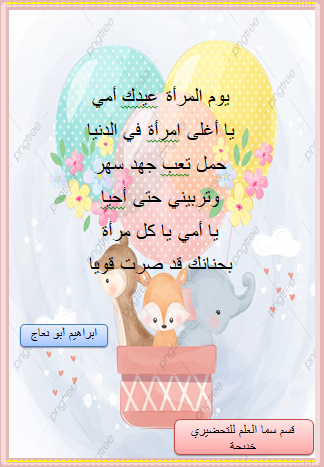 يوم المرأة عيدك أمي
يا أغلى امرأة في الدنيا
حمل تعب جهد سهر
وتربيني حتى أحيا
يا أمي يا كل مرأة
بحنانك قد صرت قويا
ابراهيم ابو نعاج
قسم سما العلم للتحضيري
خديجة
pngtree